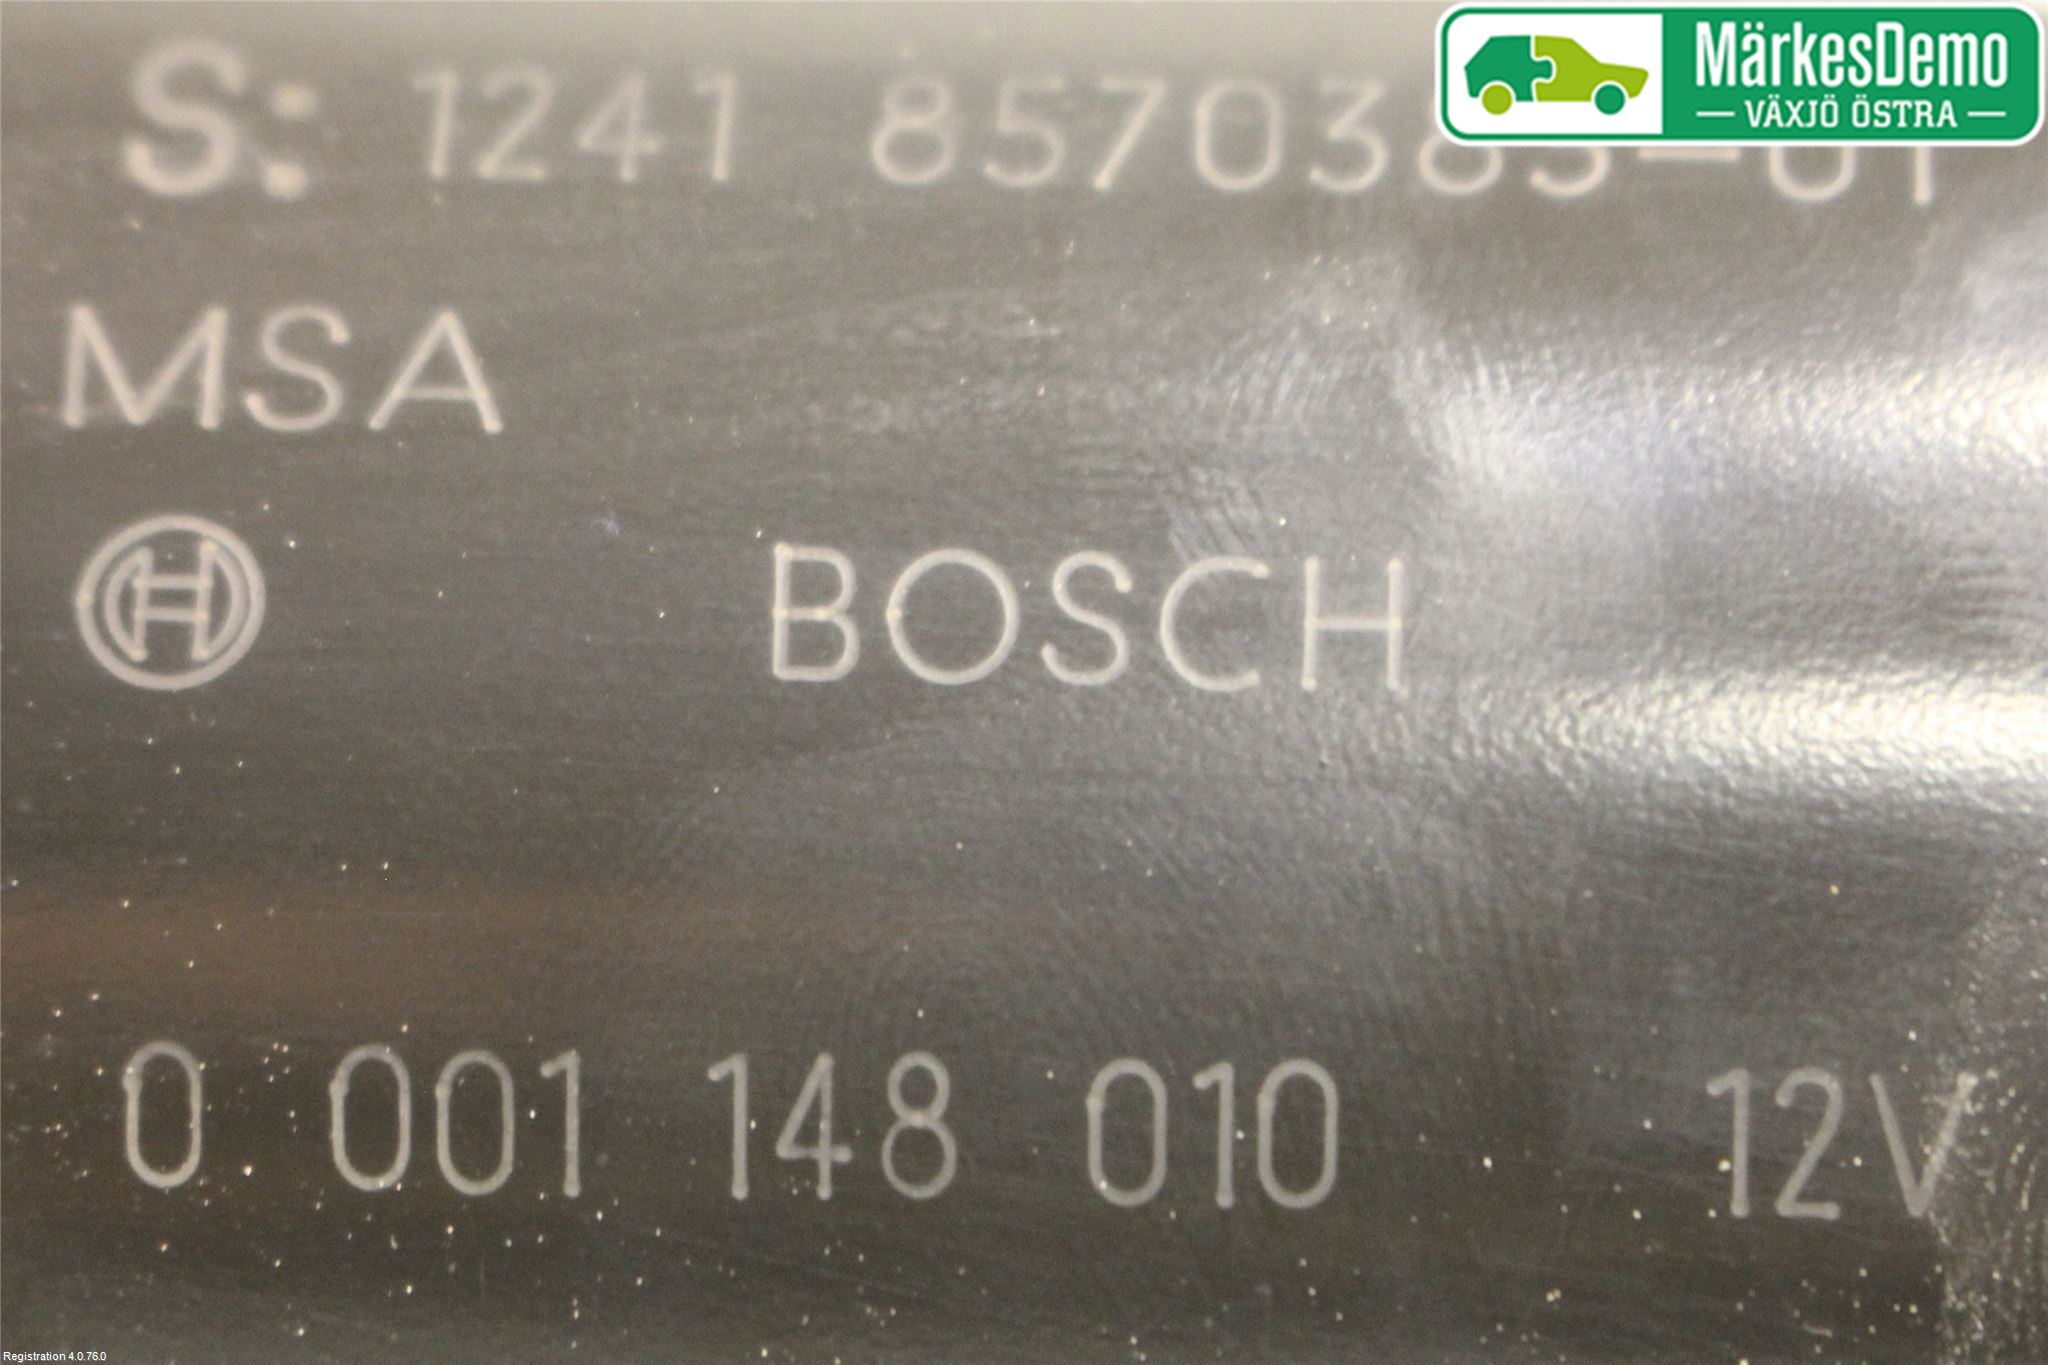 MärkesDemo
VÄXJÖ ÖSTRA
S: 1241
MSA
BOSCH
0 001 148 010 12V
Registration 4.0.76.0